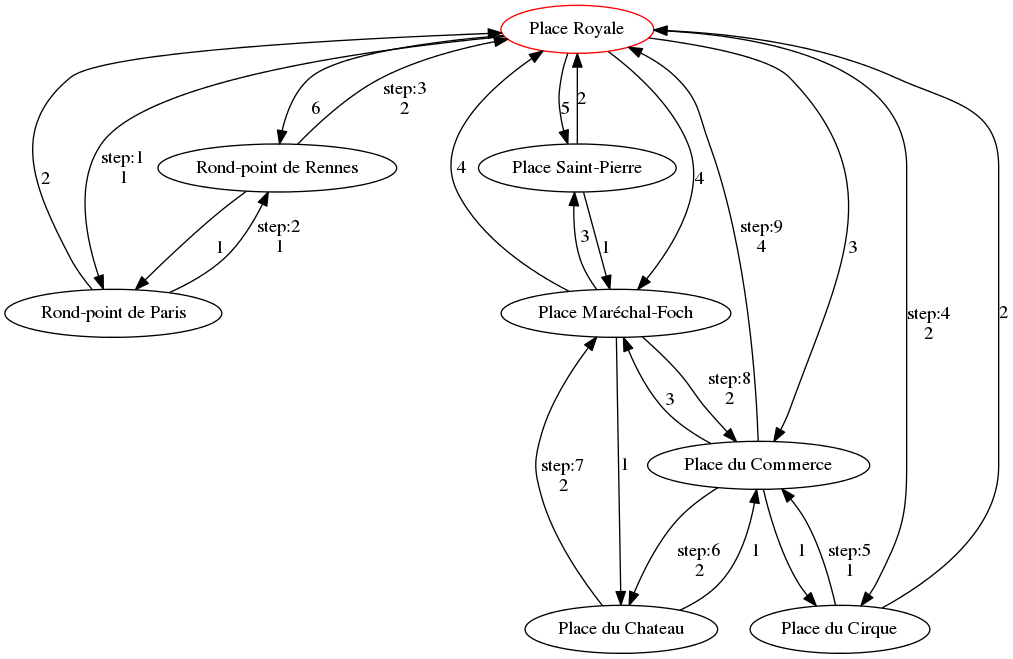 Place Royale
step:3
2
6
5
2
step:1
1
Rond-point de Rennes
Place Saint-Pierre
2
4
4
step:2
1
1
step:9
4
3
1
3
Rond-point de Paris
Place Maréchal-Foch
step:4
2
2
step:8
2
3
step:7
2
1
Place du Commerce
step:6
2
1
1
step:5
1
Place du Chateau
Place du Cirque